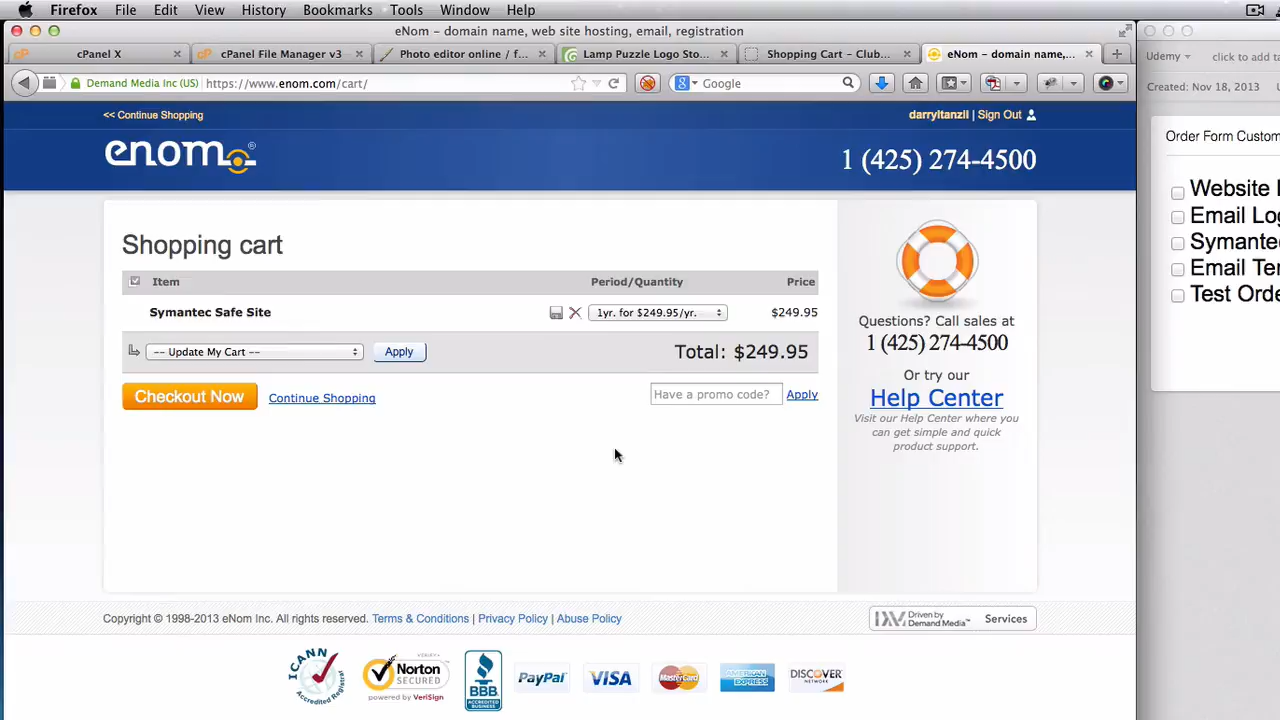 Firefox File Edit View History Bookmarks Tools Window Help
eNom - domain name, web site hosting, email, registration
cPanel X
cPanel File Manager v3
Photo editor online / f...
Lamp Puzzle Logo Sto...
Shopping Cart - Club...
eNom - domain name,...
Demand Media Inc (US) https://www.enom.com/cart/
Google
Udemy
click to add ta
Created: Nov 18, 2013
<< Continue Shopping
darryltanzil | Sign Out
enom
1 (425) 274-4500
Order Form Custom
Website
Email Log
Symantec
Email Tem
Test Orde
Shopping cart
Item Period/Quantity Price
Symantec Safe Site 1yr. for $249.95/yr. $249.95
-- Update My Cart -- Apply Total: $249.95
Checkout Now Continue Shopping Have a promo code? Apply
Questions? Call sales at
1 (425) 274-4500
Or try our
Help Center
Visit our Help Center where you
can get simple and quick
product support.
Copyright © 1998-2013 eNom Inc. All rights reserved. Terms & Conditions | Privacy Policy | Abuse Policy
Driven by
Demand Media™ Services
ICANN
Accredited Registrar
VERIFY
Norton
SECURED
powered by VeriSign
BBB
ACCREDITED
BUSINESS
PayPal
VISA
MasterCard
AMERICAN
EXPRESS
DISCOVER
NETWORK